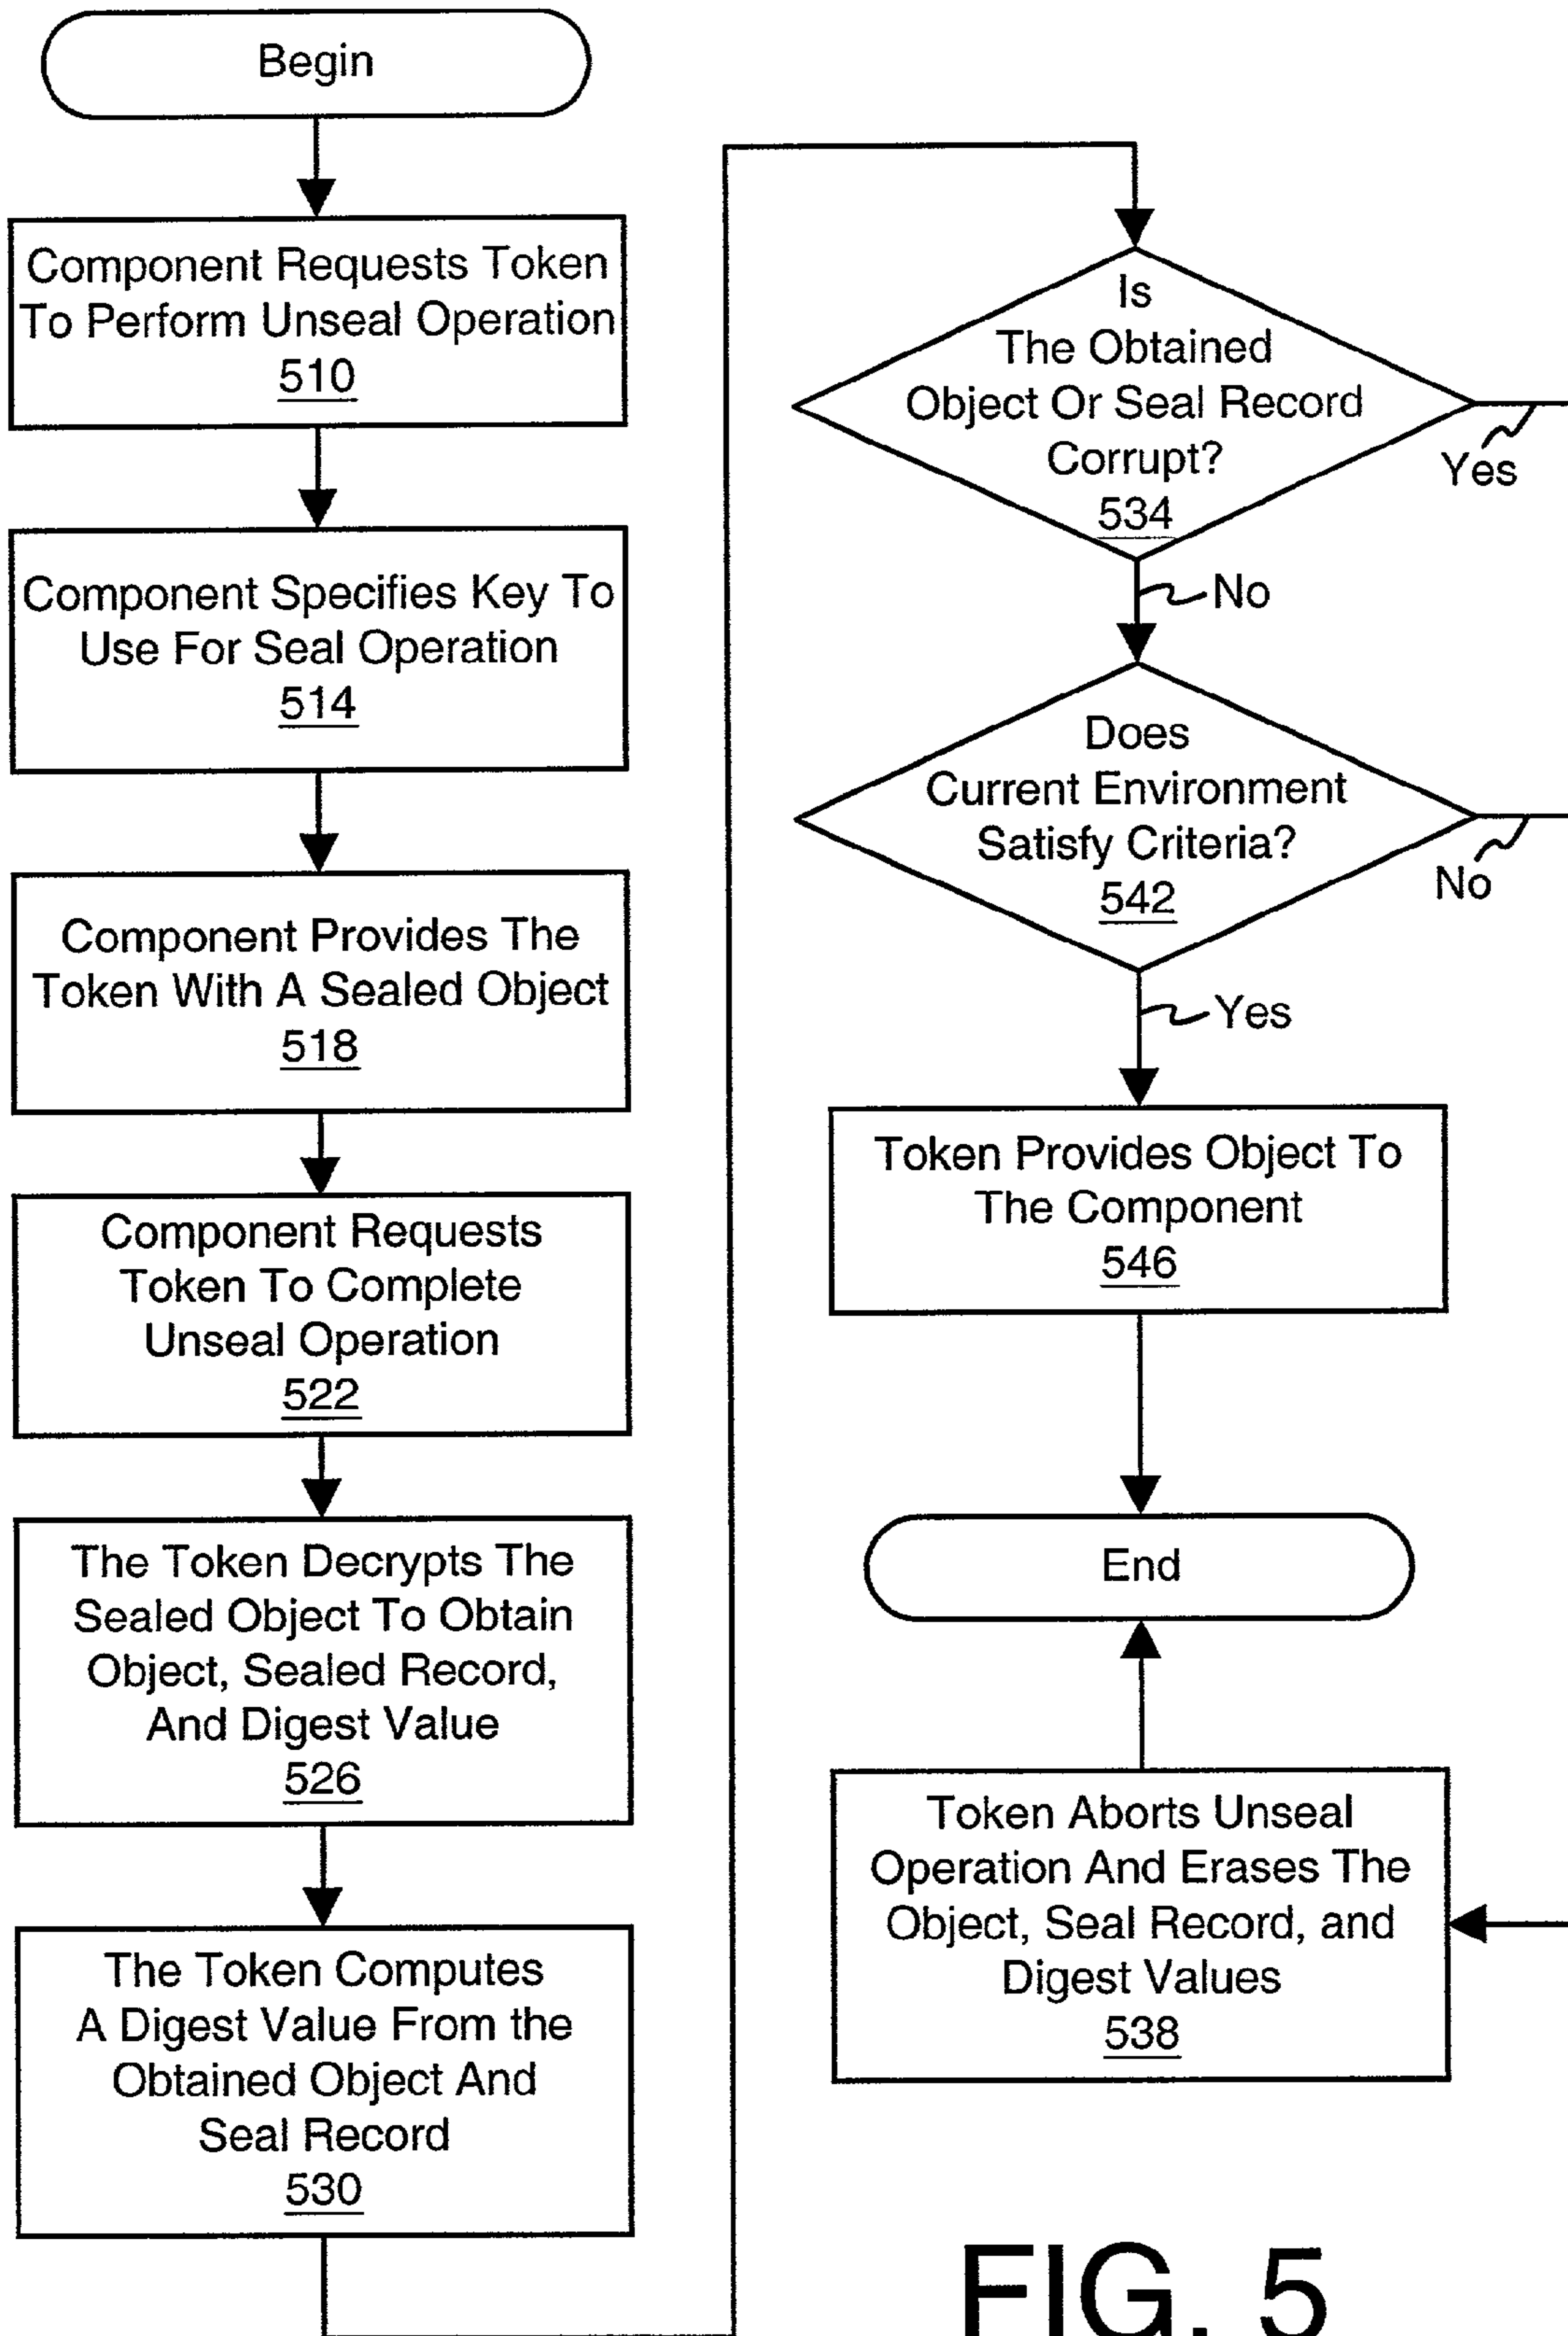 Begin
Component Requests Token
To Perform Unseal Operation
510
Component Specifies Key To
Use For Seal Operation
514
Component Provides The
Token With A Sealed Object
518
Component Requests
Token To Complete
Unseal Operation
522
The Token Decrypts The
Sealed Object To Obtain
Object, Sealed Record,
And Digest Value
526
The Token Computes
A Digest Value From the
Obtained Object And
Seal Record
530
Is
The Obtained
Object Or Seal Record
Corrupt?
534
Yes
No
Does
Current Environment
Satisfy Criteria?
542
No
Yes
Token Provides Object To
The Component
546
End
Token Aborts Unseal
Operation And Erases The
Object, Seal Record, and
Digest Values
538
FIG. 5